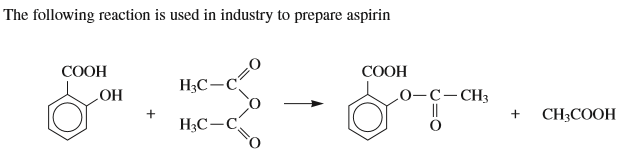 The following reaction is used in industry to prepare aspirin
COOH
OH
+
H₃C–C
O
O
H₃C–C
O
COOH
O–C–CH₃
O
+
CH₃COOH